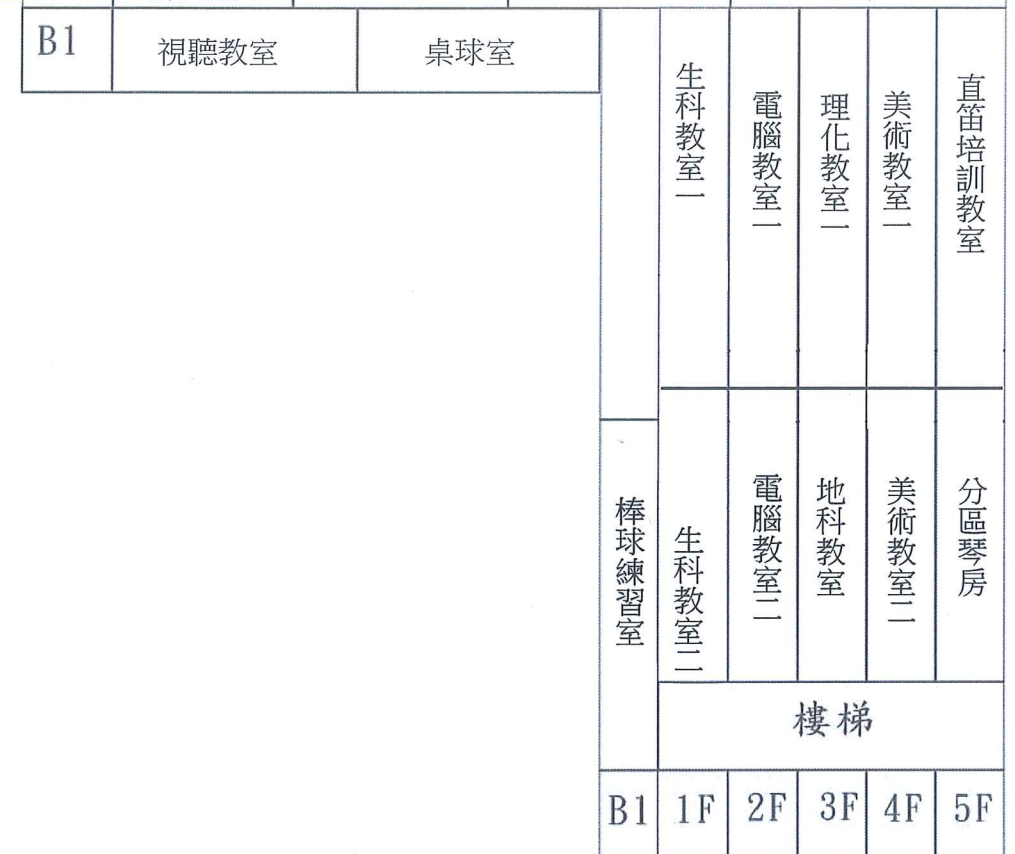 B1
視聽教室
桌球室
生科教室一
電腦教室一
理化教室一
美術教室一
直笛培訓教室
棒球練習室
生科教室二
電腦教室二
地科教室
美術教室二
分區琴房
樓梯
B1
1F
2F
3F
4F
5F